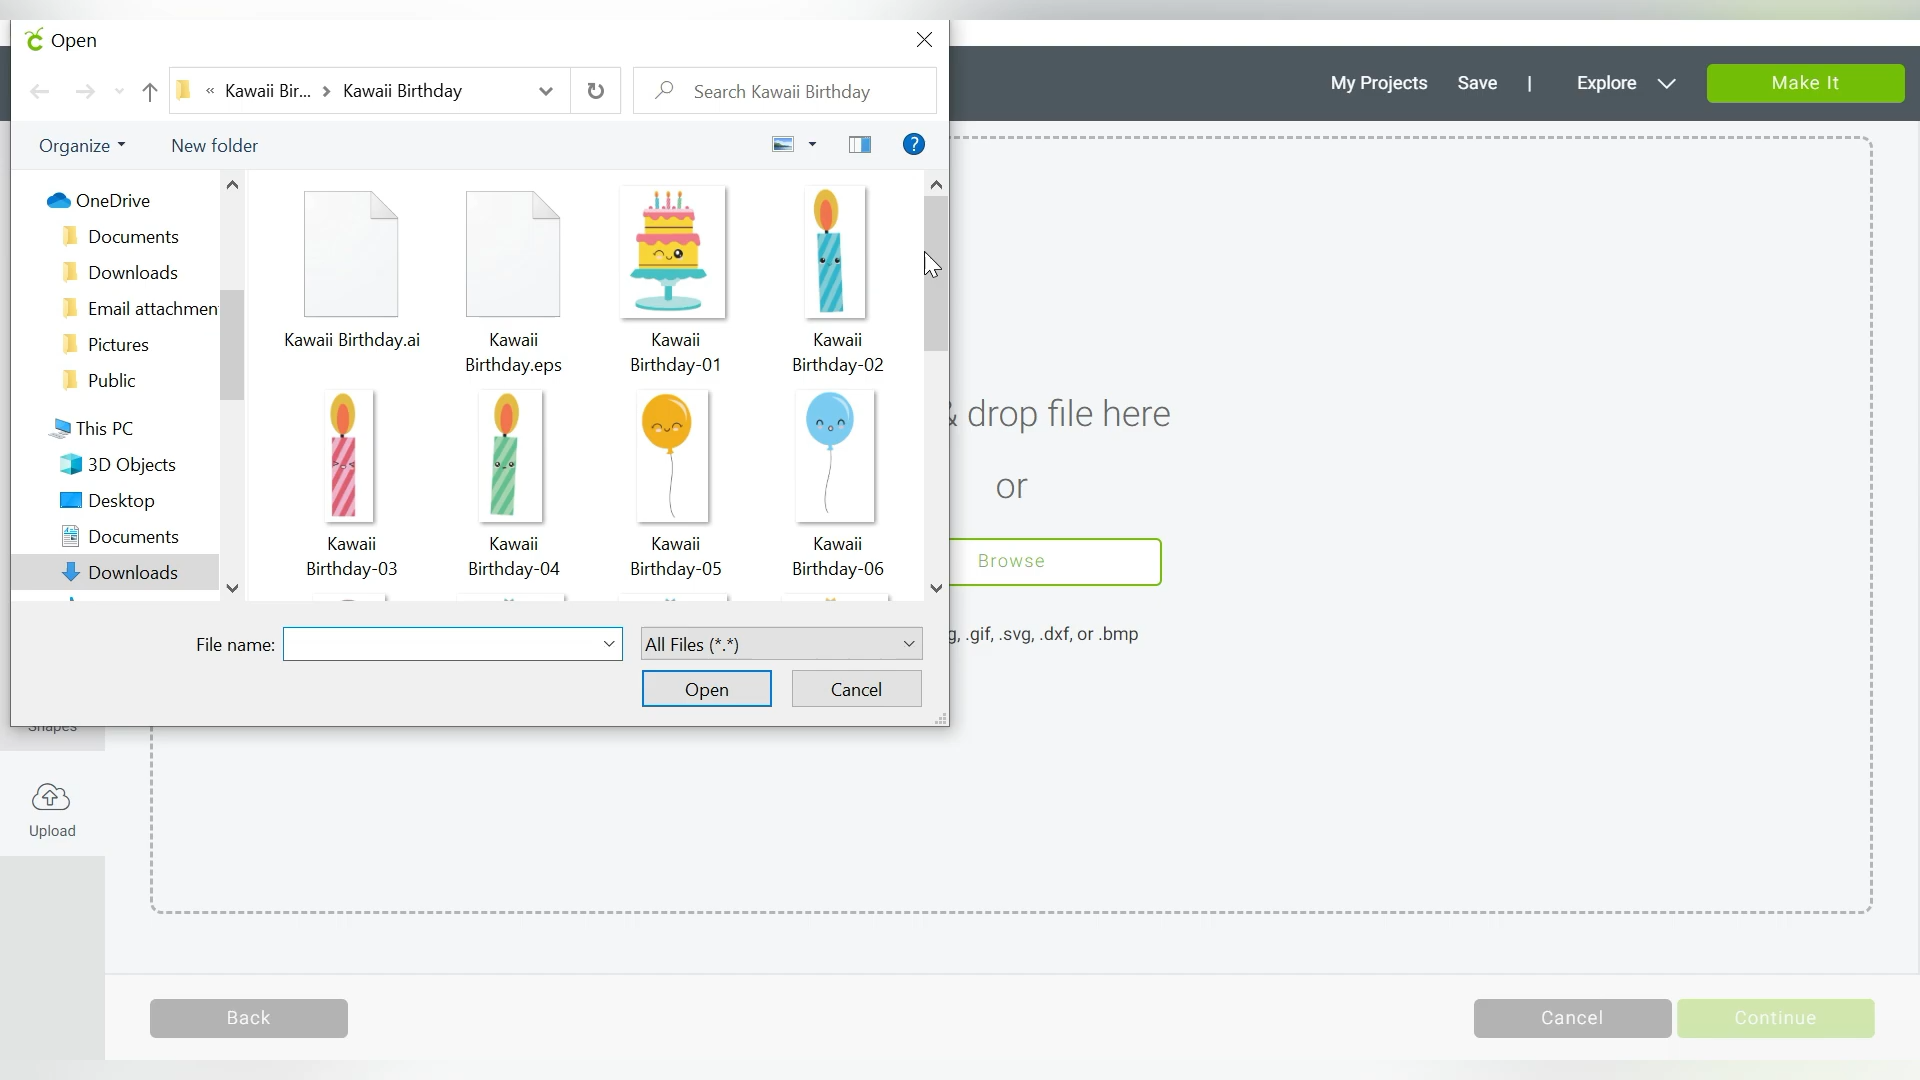 Open
« Kawaii Bir... > Kawaii Birthday
Search Kawaii Birthday
My Projects
Save
|
Explore
Make It
Organize
New folder
OneDrive
Documents
Downloads
Email attachmen
Pictures
Public
This PC
3D Objects
Desktop
Documents
Downloads
Kawaii Birthday.ai
Kawaii
Birthday.eps
Kawaii
Birthday-01
Kawaii
Birthday-02
Kawaii
Birthday-03
Kawaii
Birthday-04
Kawaii
Birthday-05
Kawaii
Birthday-06
& drop file here
or
Browse
g, .gif, .svg, .dxf, or .bmp
File name:
All Files (*.*)
Open
Cancel
Shapes
Upload
Back
Cancel
Continue